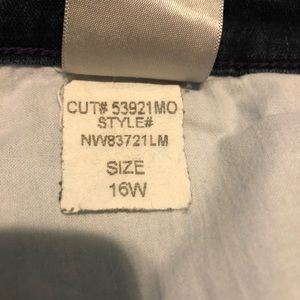 CUT# 53921MO
STYLE#
NW83721LM
SIZE
16W